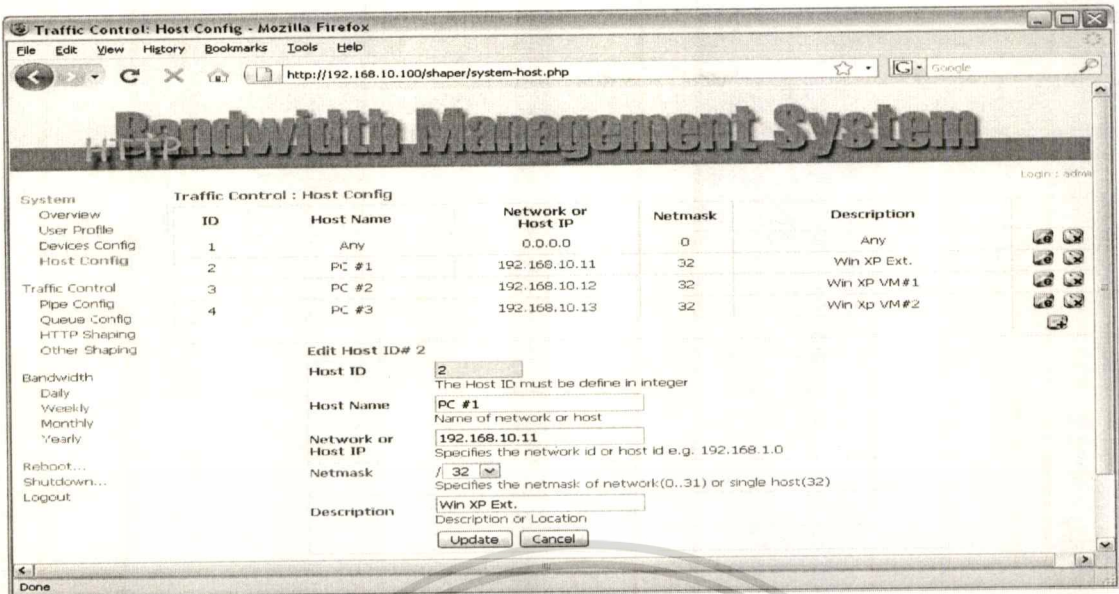 Traffic Control: Host Config - Mozilla Firefox
File Edit View History Bookmarks Tools Help
http://192.168.10.100/shaper/system-host.php
Google
HTTP Bandwidth Management System
Login : admin
System
Overview
User Profile
Devices Config
Host Config
Traffic Control
Pipe Config
Queue Config
HTTP Shaping
Other Shaping
Bandwidth
Daily
Weekly
Monthly
Yearly
Reboot...
Shutdown...
Logout
Traffic Control : Host Config
ID Host Name Network or Host IP Netmask Description
1 Any 0.0.0.0 0 Any
2 PC #1 192.168.10.11 32 Win XP Ext.
3 PC #2 192.168.10.12 32 Win XP VM#1
4 PC #3 192.168.10.13 32 Win Xp VM#2
Edit Host ID# 2
Host ID 2
The Host ID must be define in integer
Host Name PC #1
Name of network or host
Network or Host IP 192.168.10.11
Specifies the network id or host id e.g. 192.168.1.0
Netmask / 32
Specifies the netmask of network(0..31) or single host(32)
Description Win XP Ext.
Description or Location
Update Cancel
Done